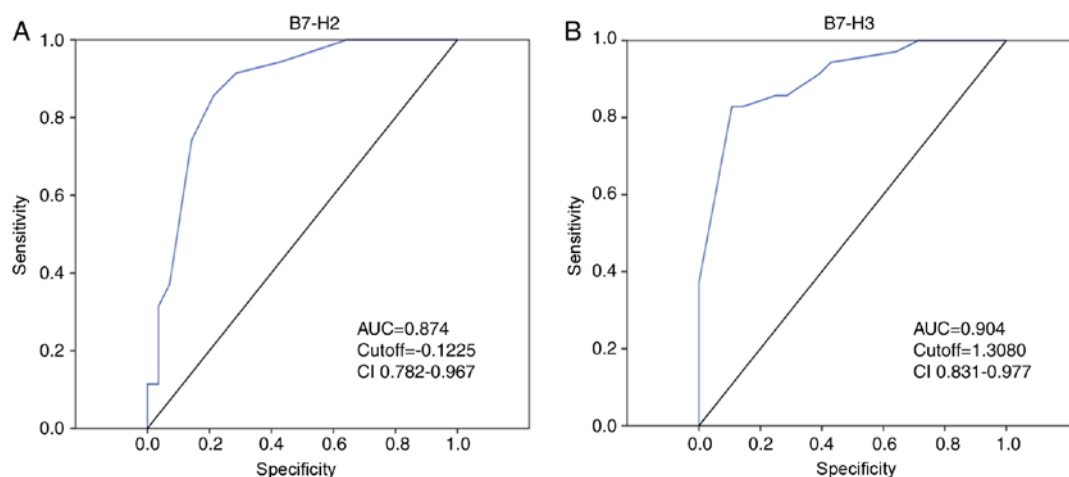 A
B7-H2
1.0
0.8
0.6
0.4
0.2
0.0
Sensitivity
AUC=0.874
Cutoff=-0.1225
CI 0.782-0.967
0.0 0.2 0.4 0.6 0.8 1.0
Specificity
B
B7-H3
1.0
0.8
0.6
0.4
0.2
0.0
Sensitivity
AUC=0.904
Cutoff=1.3080
CI 0.831-0.977
0.0 0.2 0.4 0.6 0.8 1.0
Specificity